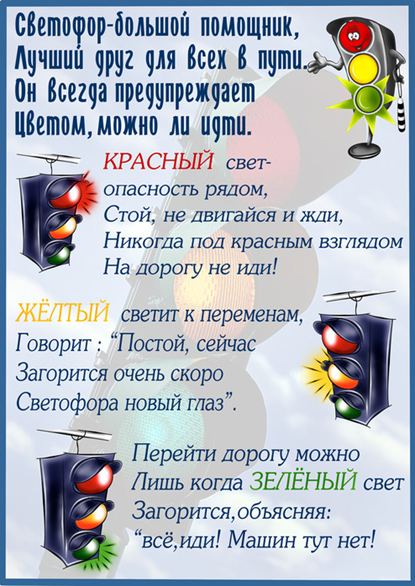 Светофор-большой помощник,
Лучший друг для всех в пути.
Он всегда предупреждает
Цветом, можно ли идти.
КРАСНЫЙ свет-
опасность рядом,
Стой, не двигайся и жди,
Никогда под красным взглядом
На дорогу не иди!
ЖЁЛТЫЙ светит к переменам,
Говорит : “Постой, сейчас
Загорится очень скоро
Светофора новый глаз”.
Перейти дорогу можно
Лишь когда ЗЕЛЁНЫЙ свет
Загорится,объясняя:
“всё,иди! Машин тут нет!